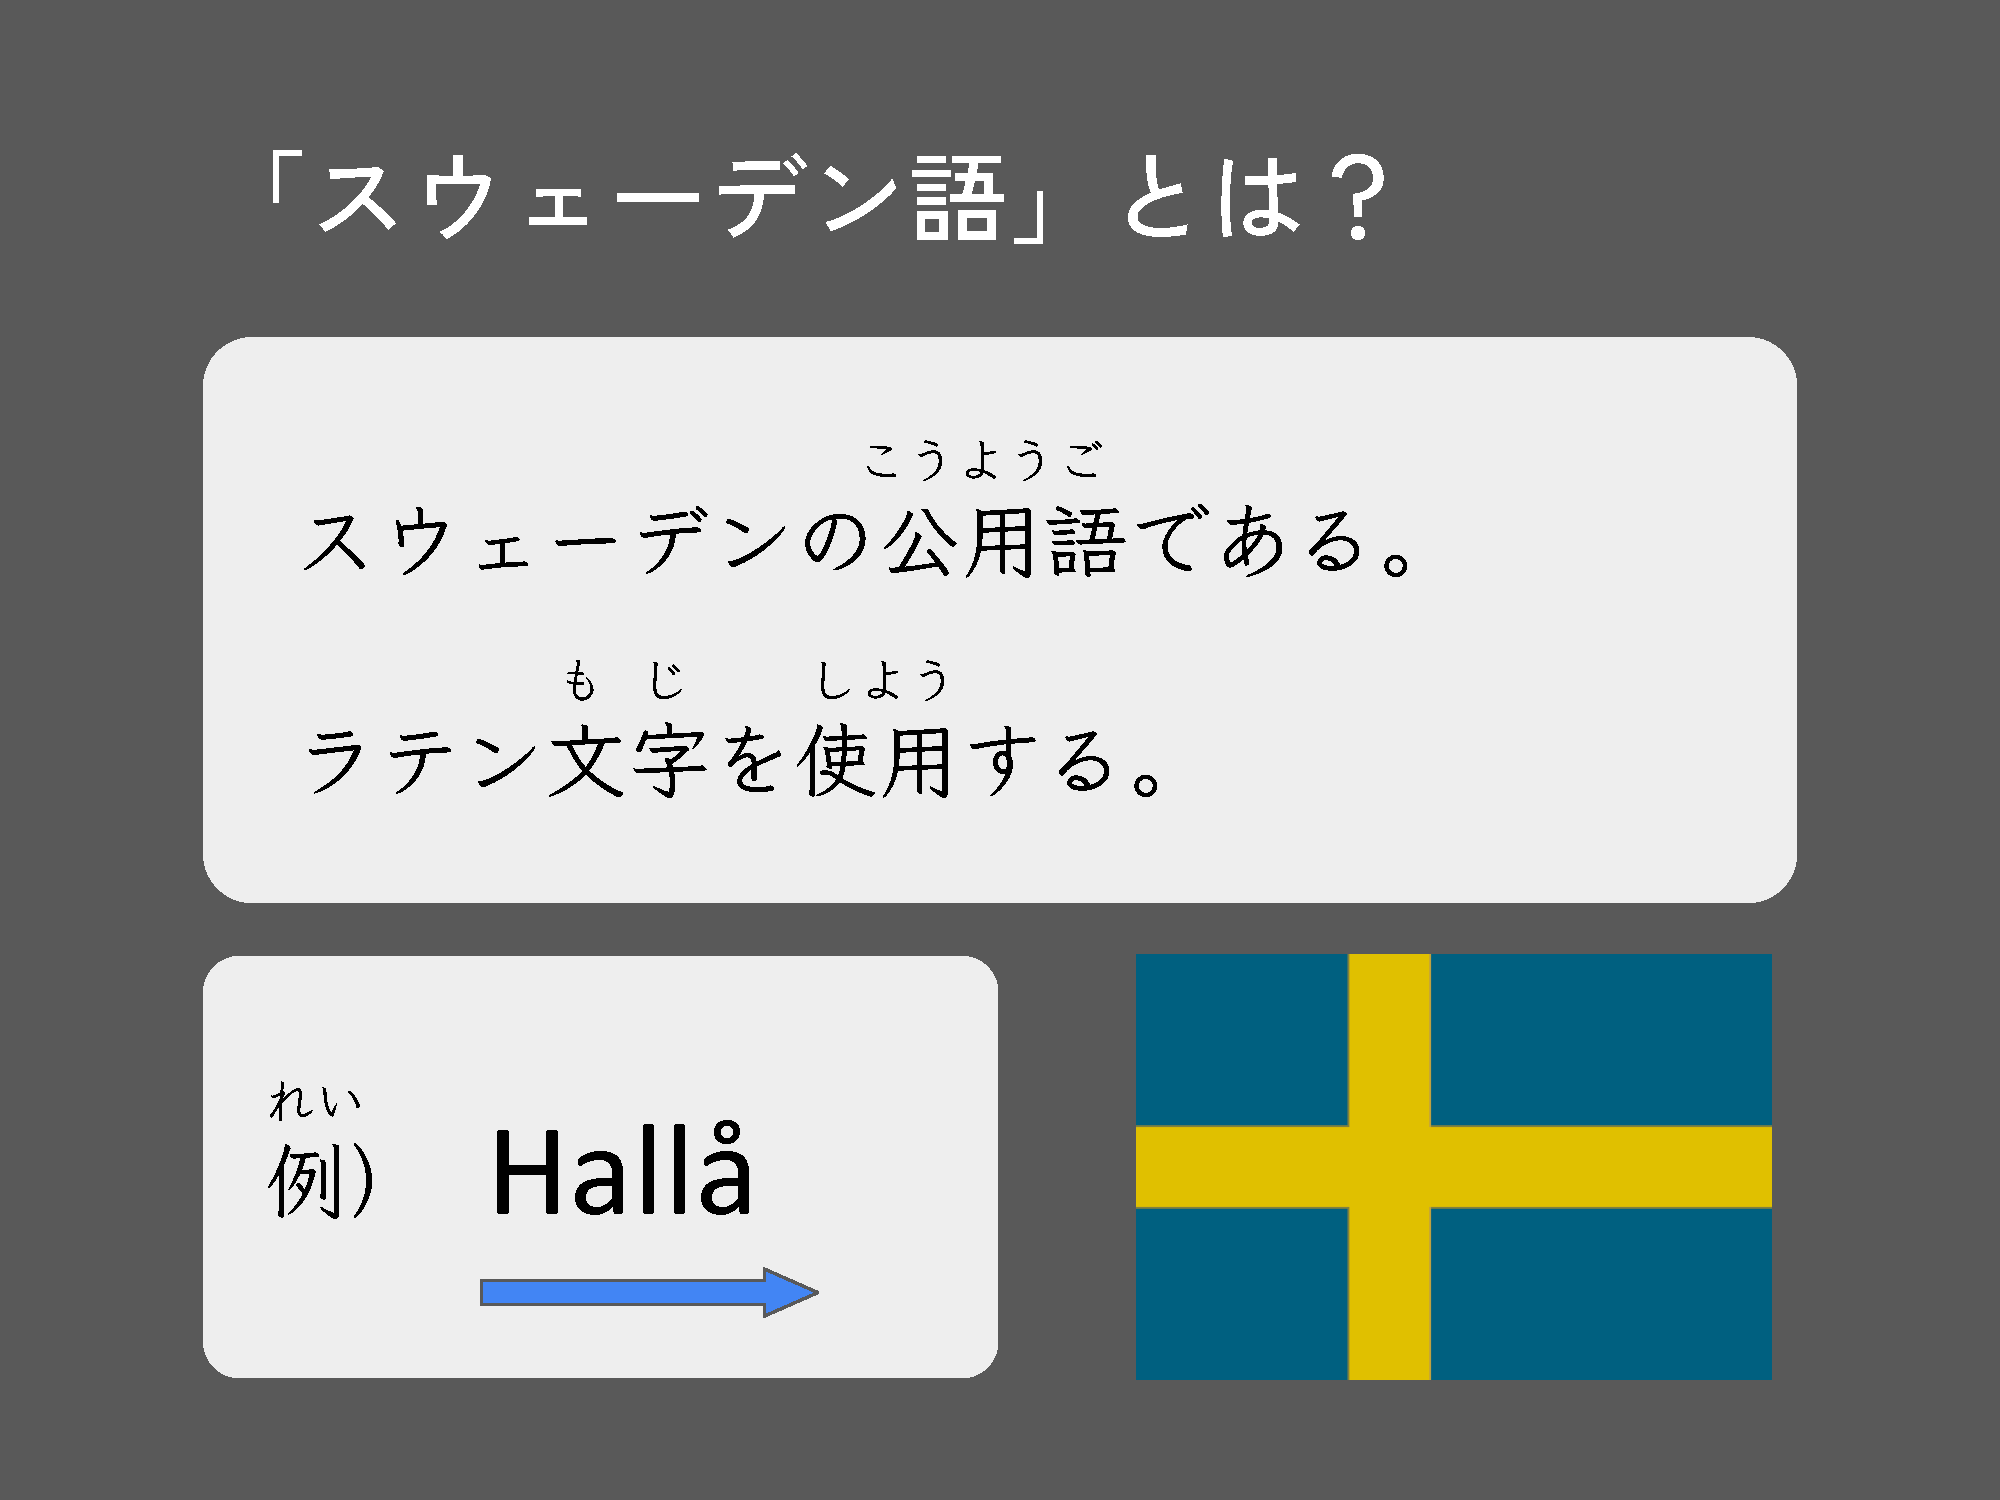 「スウェーデン語」とは？
こうようご
スウェーデンの公用語である。
もじ しよう
ラテン文字を使用する。
れい
例） Hallå